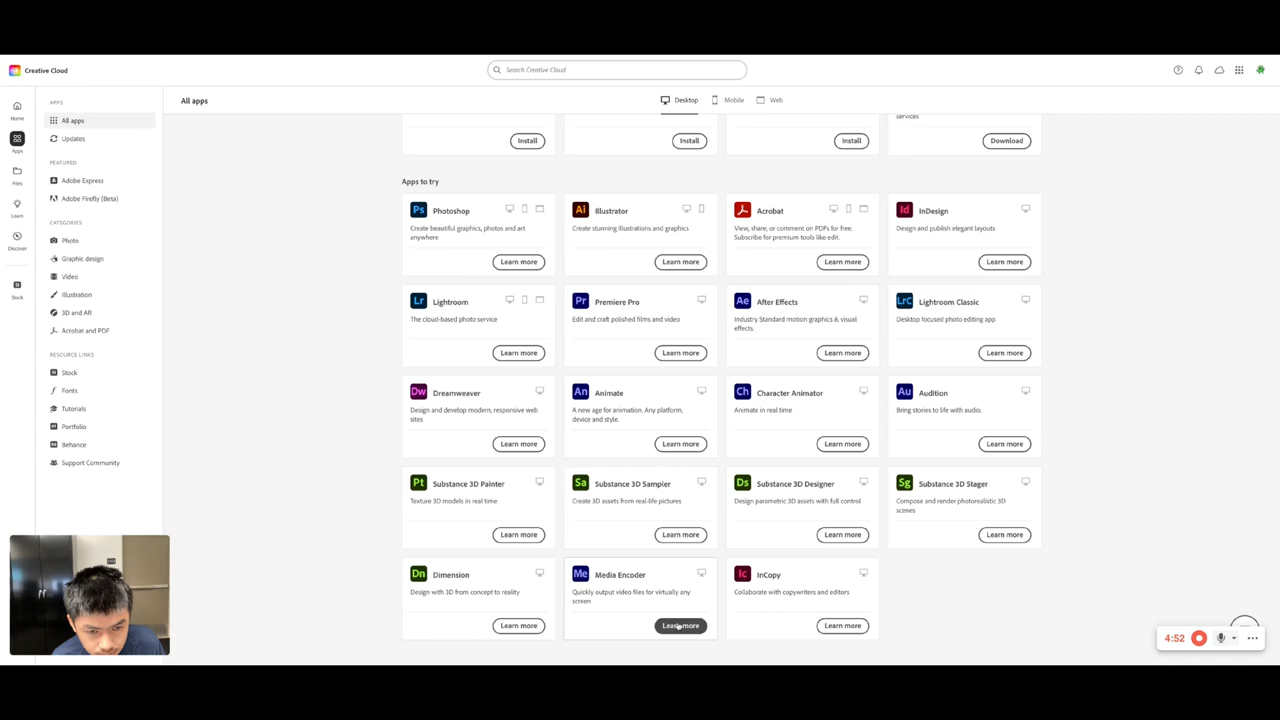 Creative Cloud
Search Creative Cloud
Home
Apps
Files
Learn
Discover
Stock
APPS
All apps
Updates
FEATURED
Adobe Express
Adobe Firefly (Beta)
CATEGORIES
Photo
Graphic design
Video
Illustration
3D and AR
Acrobat and PDF
RESOURCE LINKS
Stock
Fonts
Tutorials
Portfolio
Behance
Support Community
All apps
Desktop
Mobile
Web
services
Install
Install
Install
Download
Apps to try
Ps Photoshop
Create beautiful graphics, photos and art
anywhere
Learn more
Ai Illustrator
Create stunning illustrations and graphics
Learn more
Acrobat
View, share, or comment on PDFs for free.
Subscribe for premium tools like edit.
Learn more
Id InDesign
Design and publish elegant layouts
Learn more
Lr Lightroom
The cloud-based photo service
Learn more
Pr Premiere Pro
Edit and craft polished films and video
Learn more
Ae After Effects
Industry Standard motion graphics & visual
effects.
Learn more
LrC Lightroom Classic
Desktop focused photo editing app
Learn more
Dw Dreamweaver
Design and develop modern, responsive web
sites
Learn more
An Animate
A new age for animation. Any platform,
device and style.
Learn more
Ch Character Animator
Animate in real time
Learn more
Au Audition
Bring stories to life with audio.
Learn more
Pt Substance 3D Painter
Texture 3D models in real time
Learn more
Sa Substance 3D Sampler
Create 3D assets from real-life pictures
Learn more
Ds Substance 3D Designer
Design parametric 3D assets with full control
Learn more
Sg Substance 3D Stager
Compose and render photorealistic 3D
scenes
Learn more
Dn Dimension
Design with 3D from concept to reality
Learn more
Me Media Encoder
Quickly output video files for virtually any
screen
Learn more
Ic InCopy
Collaborate with copywriters and editors
Learn more
4:52